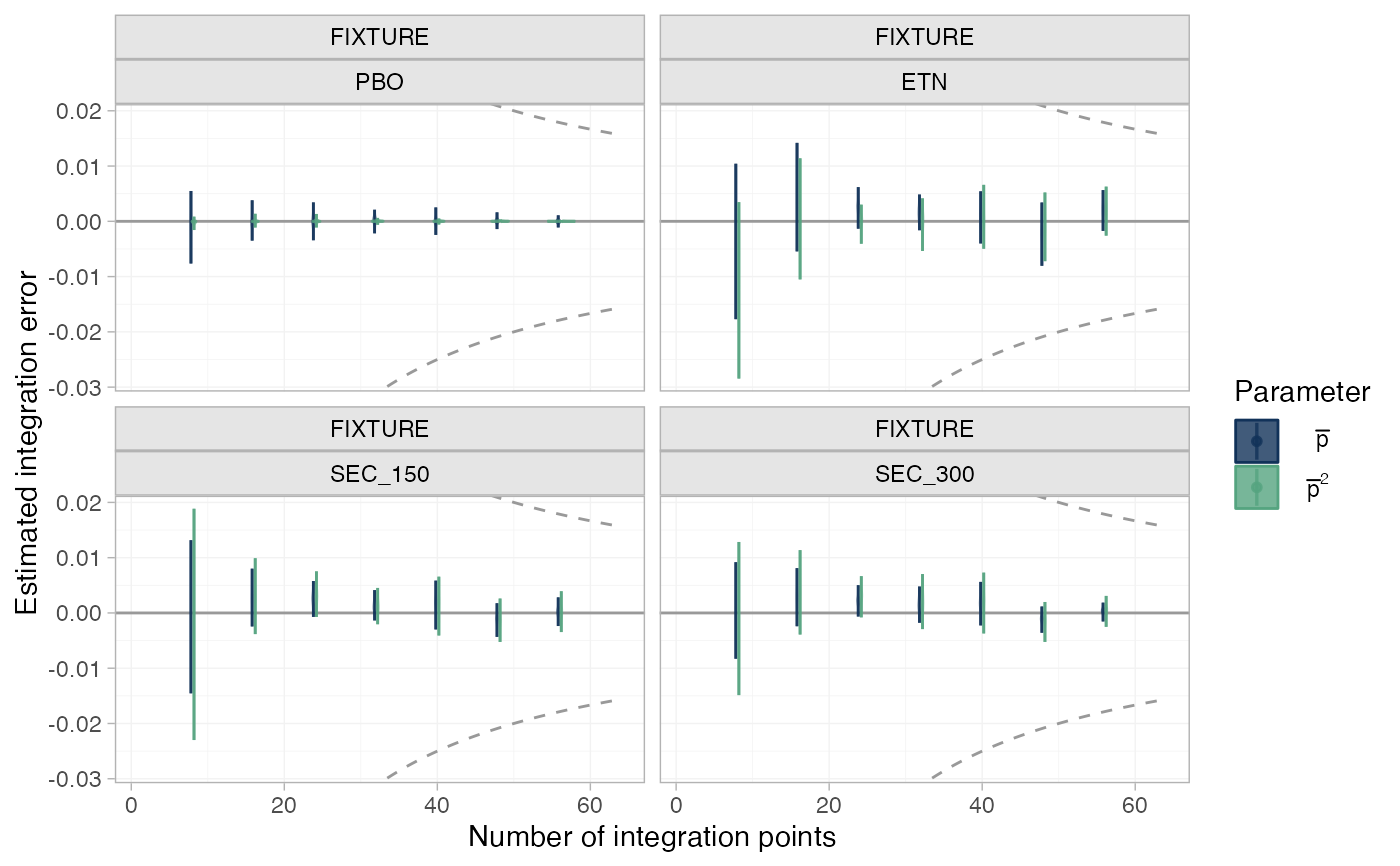 FIXTURE
FIXTURE
PBO
ETN
0.02
0.01
0.00
-0.01
-0.02
-0.03
FIXTURE
FIXTURE
SEC_150
SEC_300
0.02
0.01
0.00
-0.01
-0.02
-0.03
0 20 40 60
0 20 40 60
Number of integration points
Estimated integration error
Parameter
p̅
p̅²